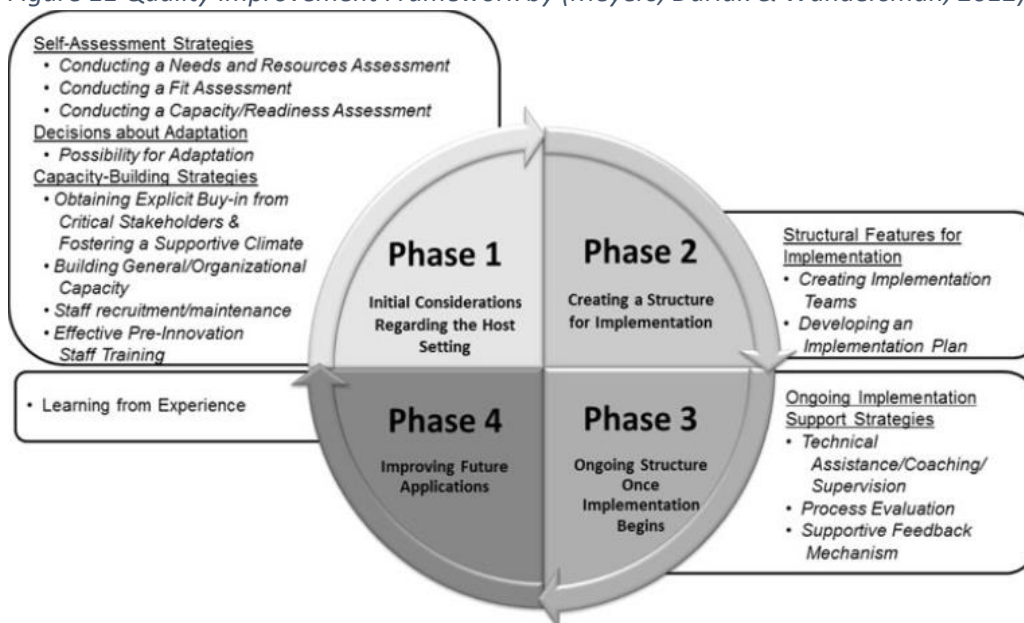 Self-Assessment Strategies
• Conducting a Needs and Resources Assessment
• Conducting a Fit Assessment
• Conducting a Capacity/Readiness Assessment
Decisions about Adaptation
• Possibility for Adaptation
Capacity-Building Strategies
• Obtaining Explicit Buy-in from
Critical Stakeholders &
Fostering a Supportive Climate
• Building General/Organizational
Capacity
• Staff recruitment/maintenance
• Effective Pre-Innovation
Staff Training
Phase 1
Initial Considerations
Regarding the Host
Setting
Phase 2
Creating a Structure
for Implementation
Structural Features for
Implementation
• Creating Implementation
Teams
• Developing an
Implementation Plan
• Learning from Experience
Phase 4
Improving Future
Applications
Phase 3
Ongoing Structure
Once
Implementation
Begins
Ongoing Implementation
Support Strategies
• Technical
Assistance/Coaching/
Supervision
• Process Evaluation
• Supportive Feedback
Mechanism